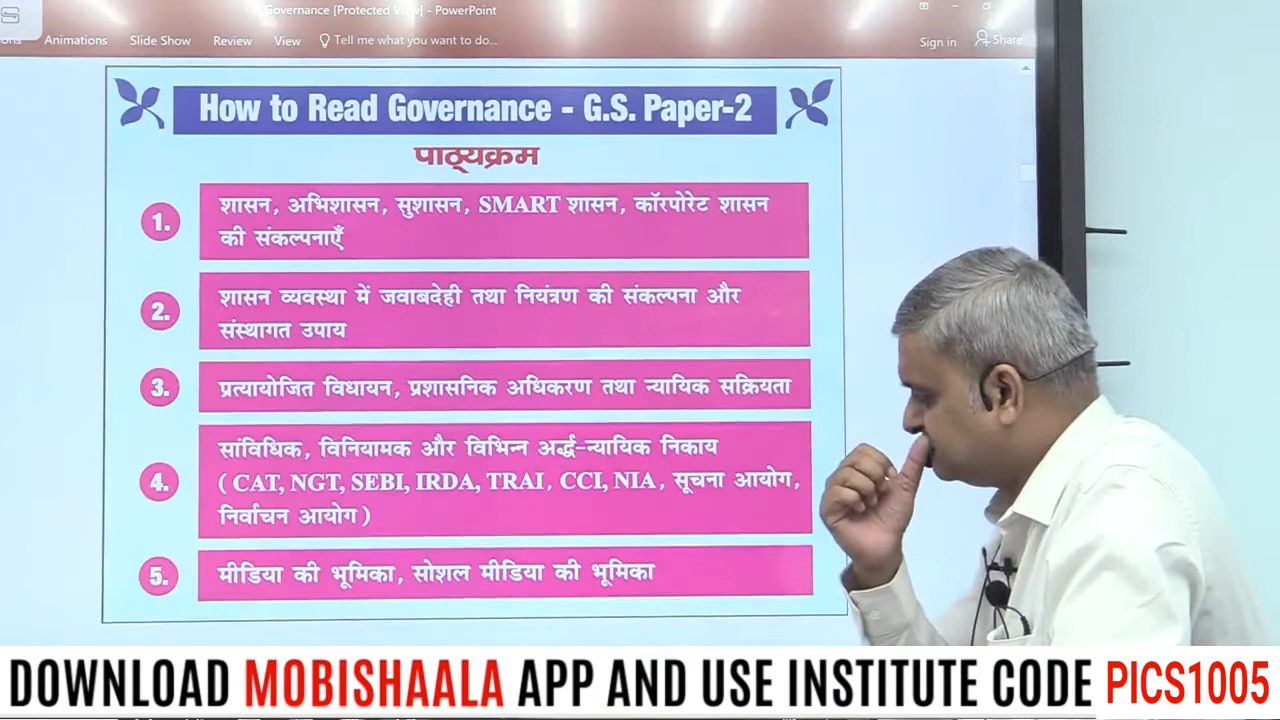 Governance [Protected View] - PowerPoint
Animations Slide Show Review View Tell me what you want to do... Sign in Share
How to Read Governance - G.S. Paper-2
पाठ्यक्रम
1. शासन, अभिशासन, सुशासन, SMART शासन, कॉरपोरेट शासन
की संकल्पनाएँ
2. शासन व्यवस्था में जवाबदेही तथा नियंत्रण की संकल्पना और
संस्थागत उपाय
3. प्रत्यायोजित विधायन, प्रशासनिक अधिकरण तथा न्यायिक सक्रियता
4. सांविधिक, विनियामक और विभिन्न अर्द्ध-न्यायिक निकाय
( CAT, NGT, SEBI, IRDA, TRAI, CCI, NIA, सूचना आयोग,
निर्वाचन आयोग )
5. मीडिया की भूमिका, सोशल मीडिया की भूमिका
DOWNLOAD MOBISHAALA APP AND USE INSTITUTE CODE PICS1005